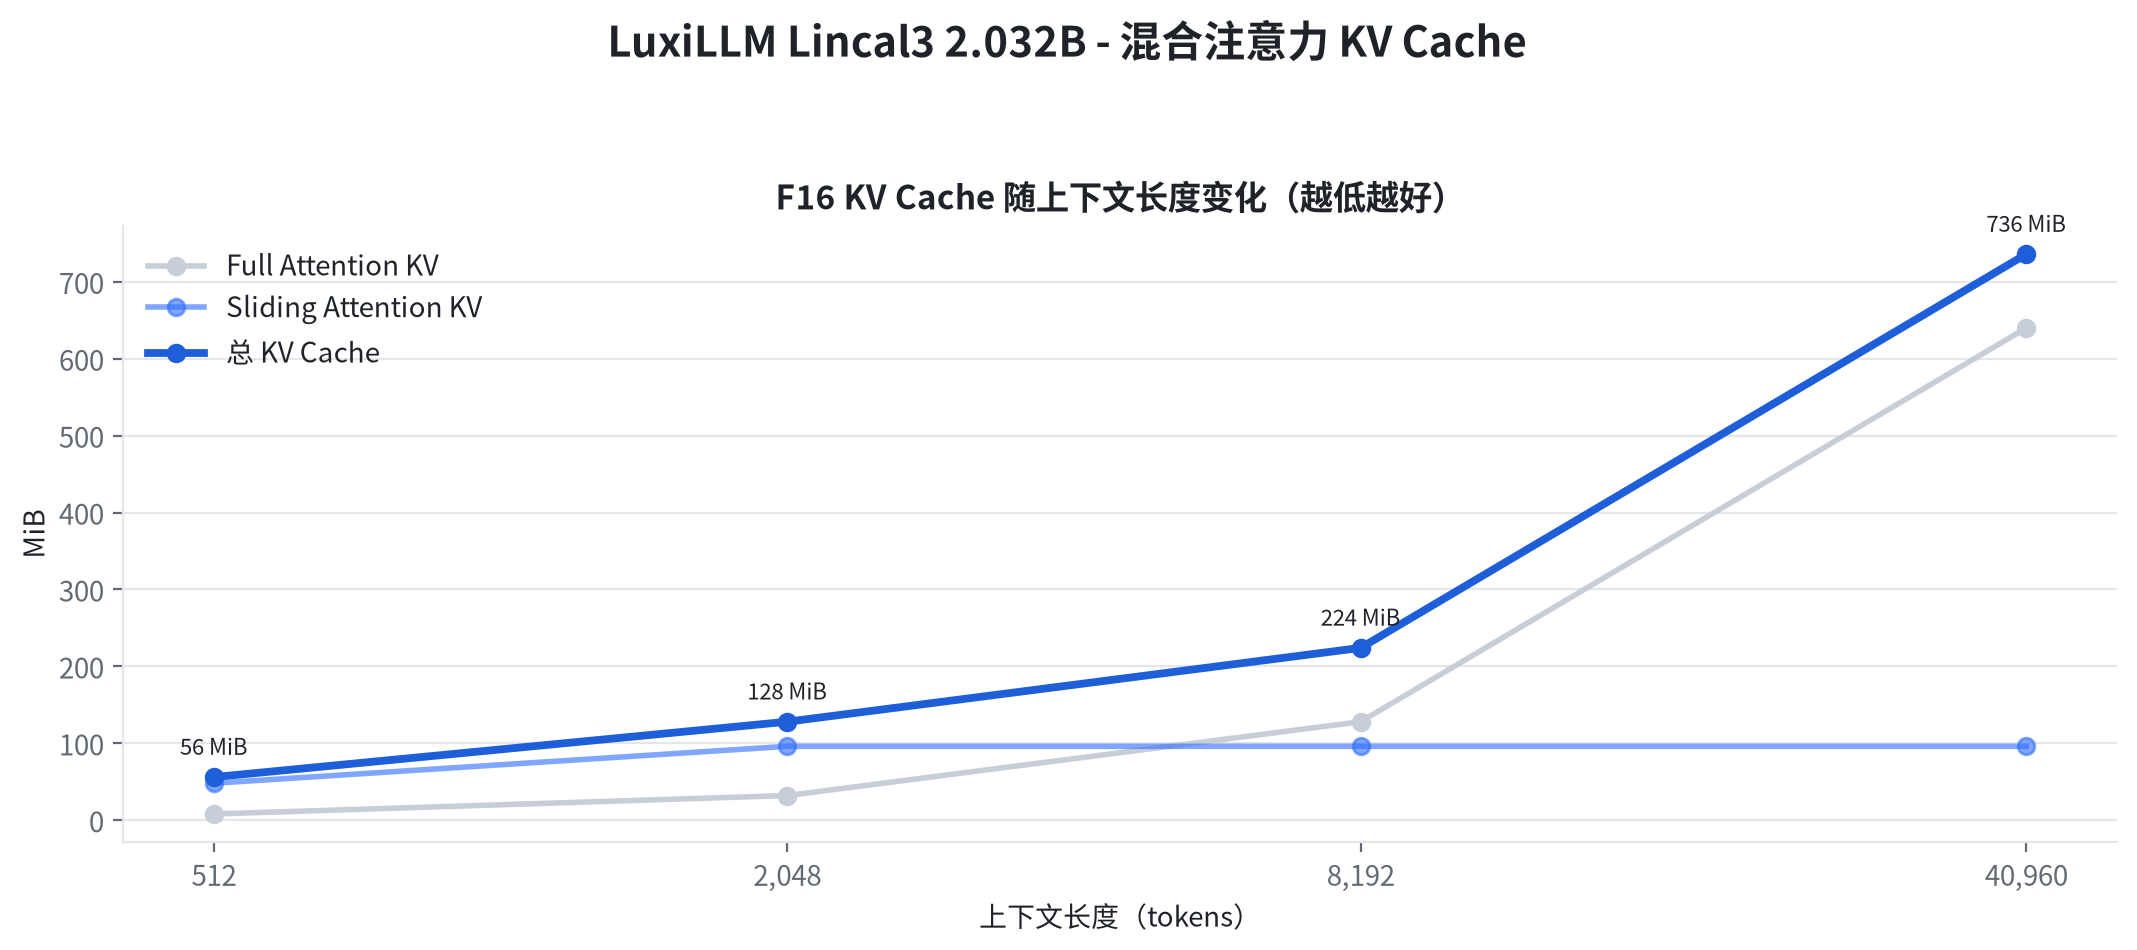 LuxiLLM Lincal3 2.032B - 混合注意力 KV Cache
F16 KV Cache 随上下文长度变化（越低越好）
Full Attention KV
Sliding Attention KV
总 KV Cache
736 MiB
224 MiB
128 MiB
56 MiB
MiB
700
600
500
400
300
200
100
0
512
2,048
8,192
40,960
上下文长度（tokens）